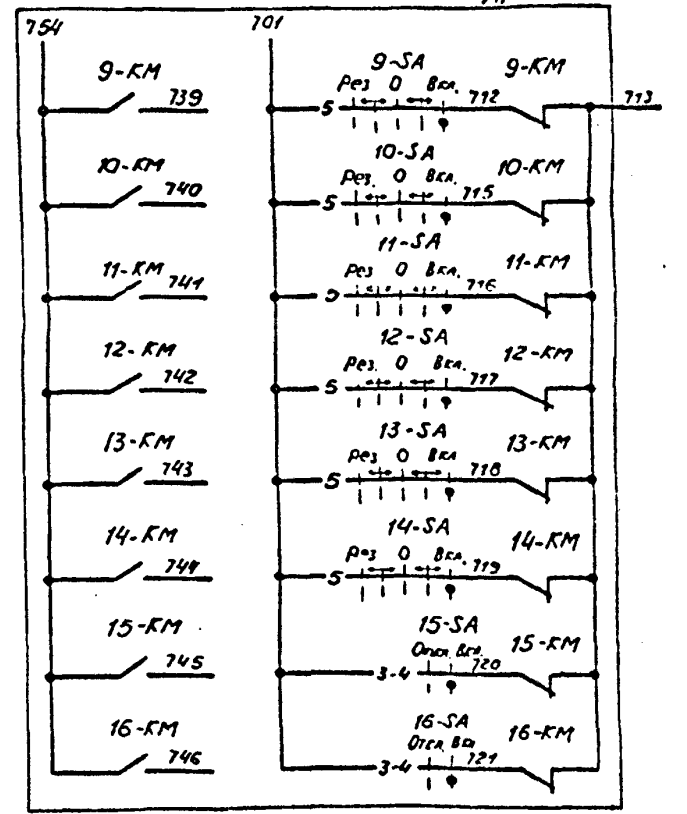 754 701
9-KM 9-SA 9-KM
Рез 0 Вкл.
739 5 712 713
10-KM 10-SA 10-KM
Рез. 0 Вкл.
740 5 715
11-KM 11-SA 11-KM
Рез 0 Вкл.
741 716
12-KM 12-SA 12-KM
Рез 0 Вкл.
742 5 717
13-KM 13-SA 13-KM
Рез 0 Вкл
743 5 718
14-KM 14-SA 14-KM
Рез 0 Вкл.
744 5 719
15-KM 15-SA 15-KM
Откл. Вкл.
745 3-4 720
16-KM 16-SA 16-KM
Откл. Вкл
746 3-4 721